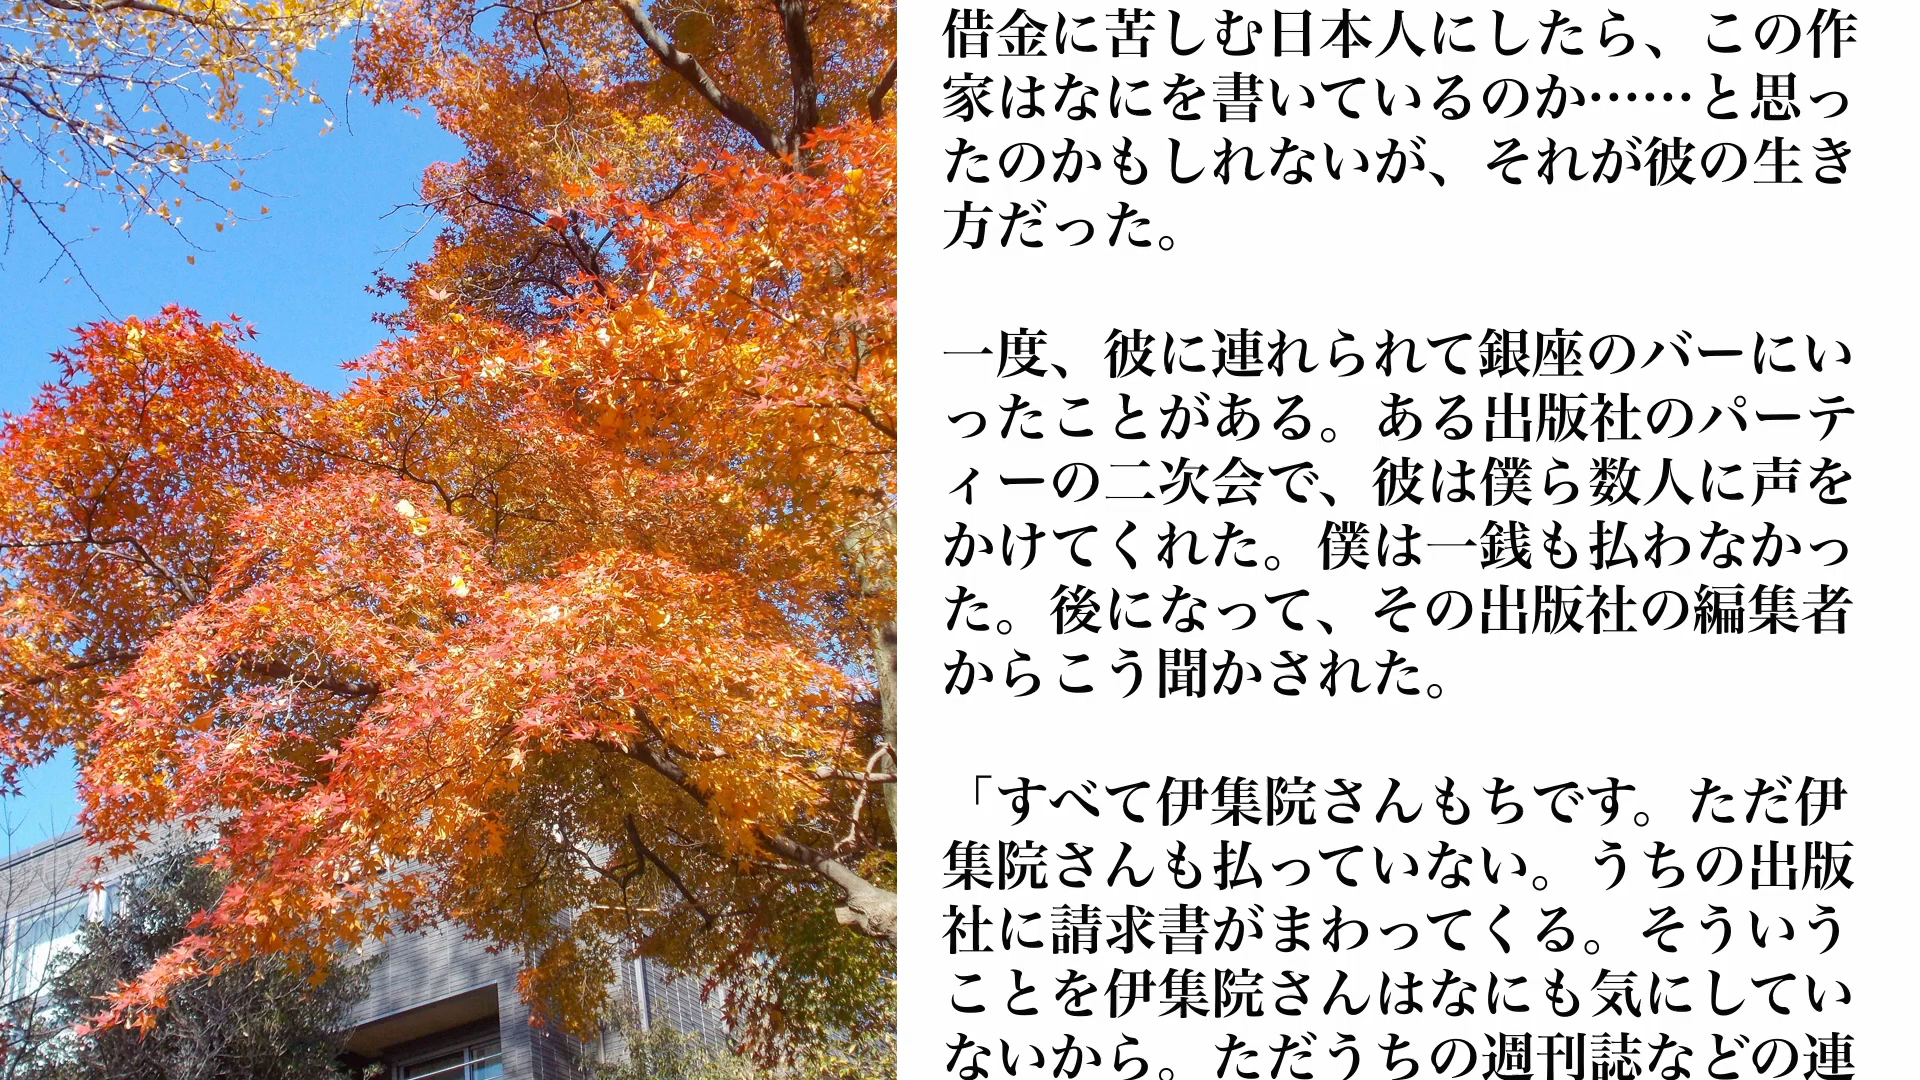 借金に苦しむ日本人にしたら、この作
家はなにを書いているのか……と思っ
たのかもしれないが、それが彼の生き
方だった。
一度、彼に連れられて銀座のバーにい
ったことがある。ある出版社のパーテ
ィーの二次会で、彼は僕ら数人に声を
かけてくれた。僕は一銭も払わなかっ
た。後になって、その出版社の編集者
からこう聞かされた。
「すべて伊集院さんもちです。ただ伊
集院さんも払っていない。うちの出版
社に請求書がまわってくる。そういう
ことを伊集院さんはなにも気にしてい
ないから。ただうちの週刊誌などの連